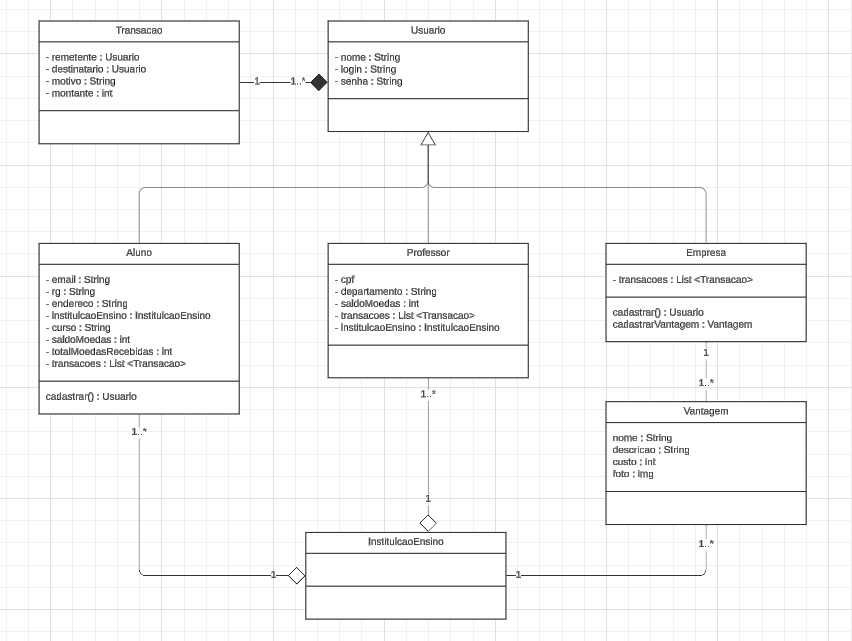 Transacao
- remetente : Usuario
- destinatario : Usuario
- motivo : String
- montante : int
1
1..*
Usuario
- nome : String
- login : String
- senha : String
Aluno
- email : String
- rg : String
- endereco : String
- instituicaoEnsino : InstituicaoEnsino
- curso : String
- saldoMoedas : int
- totalMoedasRecebidas : int
- transacoes : List <Transacao>
cadastrar() : Usuario
1..*
Professor
- cpf
- departamento : String
- saldoMoedas : int
- transacoes : List <Transacao>
- InstituicaoEnsino : InstituicaoEnsino
1..*
1
Empresa
- transacoes : List <Transacao>
cadastrar() : Usuario
cadastrarVantagem : Vantagem
1
1..*
Vantagem
nome ; String
descricao ; String
custo ; int
foto ; img
1..*
InstituicaoEnsino
1
1